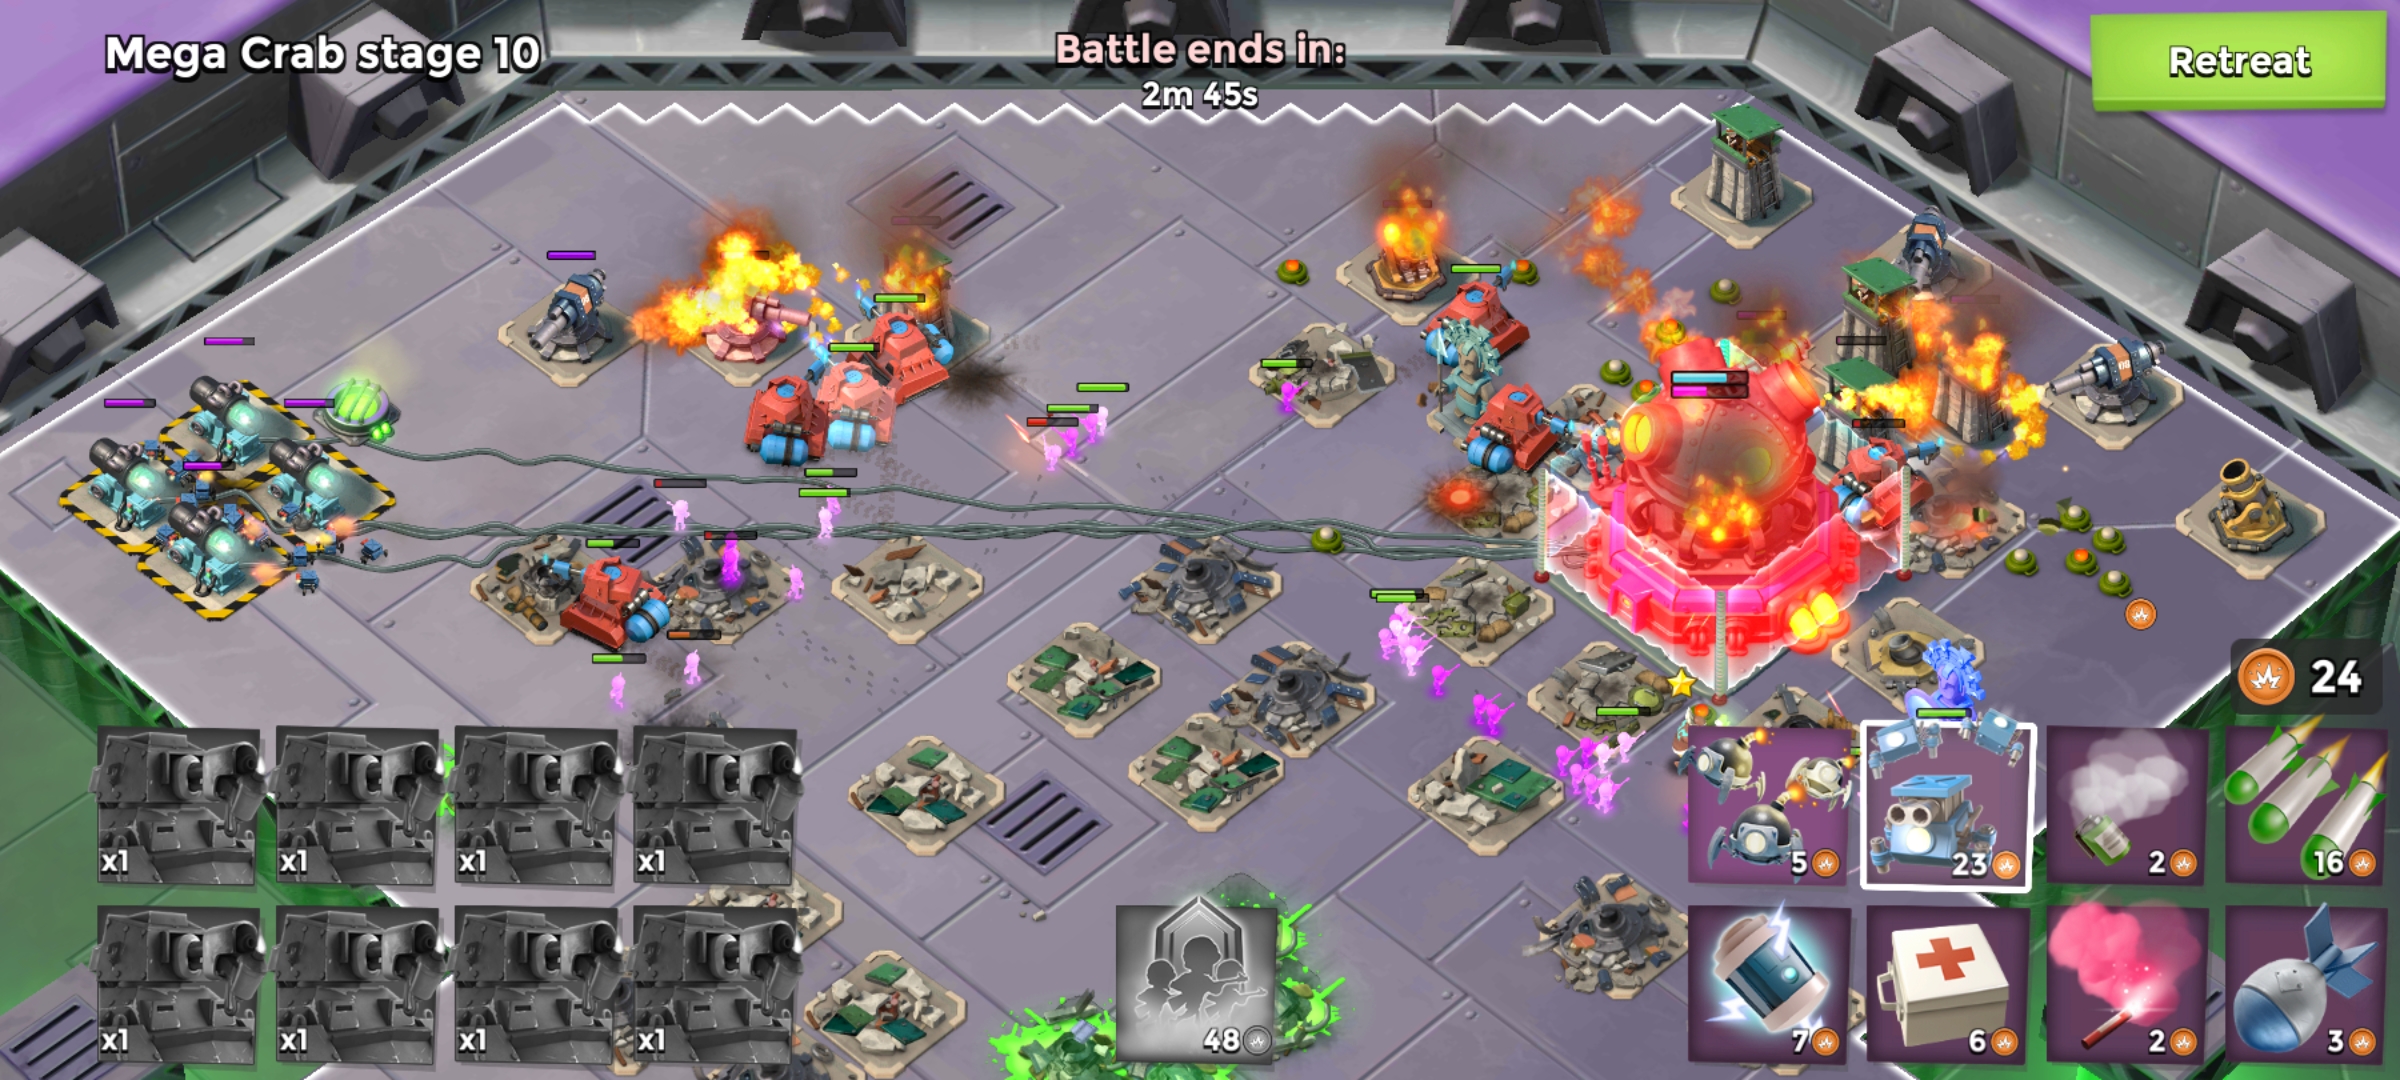 Mega Crab stage 10
Battle ends in:
2m 45s
Retreat
24
x1
x1
x1
x1
5
23
2
16
x1
x1
x1
x1
48
7
6
2
3